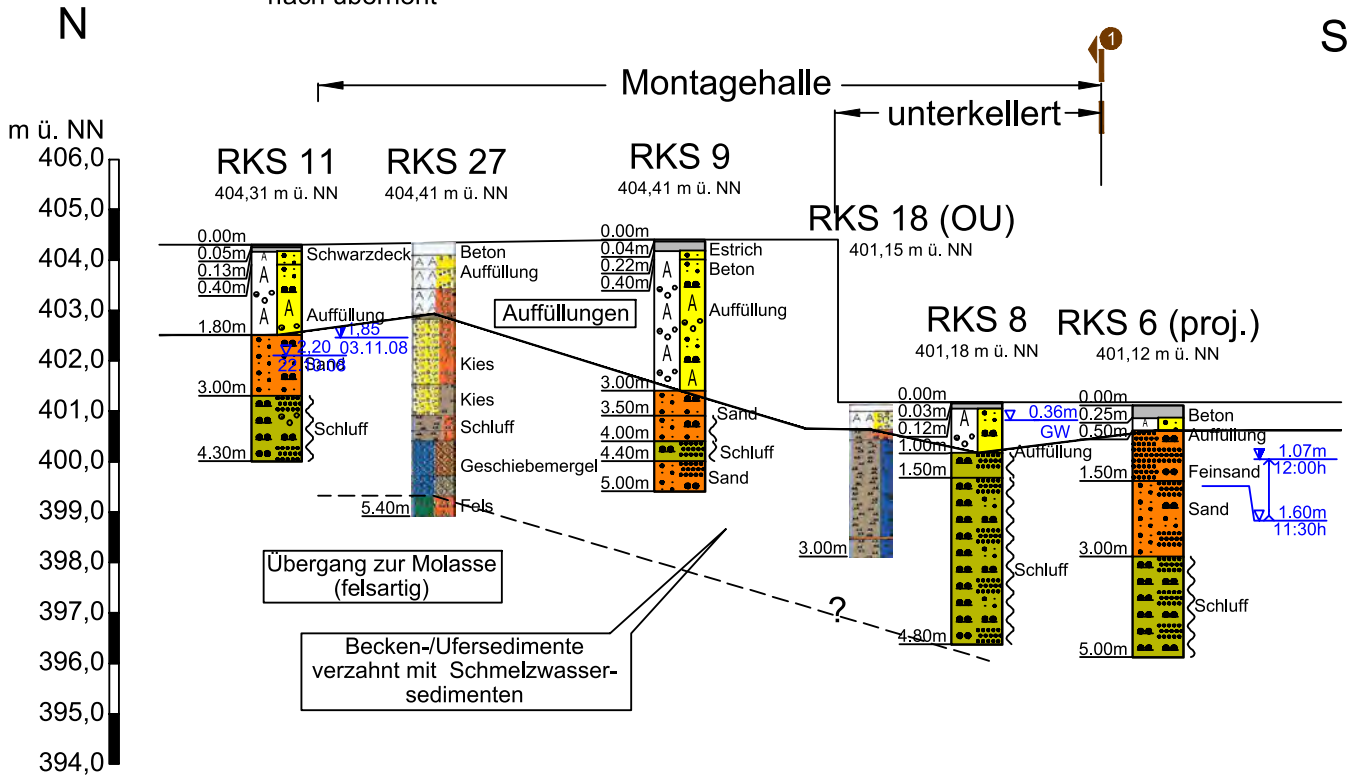 nach überhöht
N
S
1
Montagehalle
unterkellert
m ü. NN
406,0
405,0
404,0
403,0
402,0
401,0
400,0
399,0
398,0
397,0
396,0
395,0
394,0
RKS 11
404,31 m ü. NN
0.00m
0.05m
0.13m
0.40m
1.80m
3.00m
4.30m
A
A
A
Schwarzdeck
Auffüllung
Sand
Schluff
1,85
03.11.08
2,20
RKS 27
404,41 m ü. NN
5.40m
Beton
Auffüllung
Kies
Kies
Schluff
Geschiebemergel
Fels
Auffüllungen
RKS 9
404,41 m ü. NN
0.00m
0.04m
0.22m
0.40m
3.00m
3.50m
4.00m
4.40m
5.00m
A
A
A
A
Estrich
Beton
Auffüllung
Sand
Schluff
Sand
RKS 18 (OU)
401,15 m ü. NN
3.00m
RKS 8
401,18 m ü. NN
0.00m
0.03m
0.12m
1.00m
1.50m
4.80m
A
Auffüllung
Schluff
0.36m
GW
RKS 6 (proj.)
401,12 m ü. NN
0.00m
0.25m
0.50m
1.50m
3.00m
5.00m
A
Beton
Auffüllung
Feinsand
Sand
Schluff
1.07m
12:00h
1.60m
11:30h
Übergang zur Molasse
(felsartig)
Becken-/Ufersedimente
verzahnt mit Schmelzwasser-
sedimenten
?